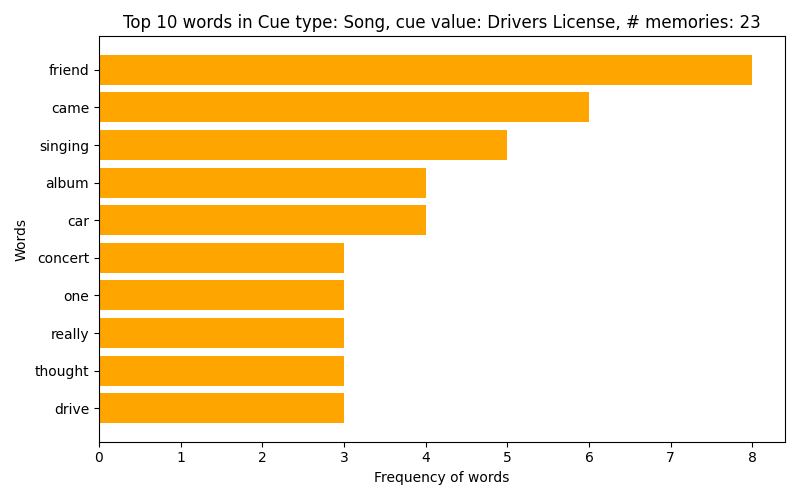 Top 10 words in Cue type: Song, cue value: Drivers License, # memories: 23
friend
came
singing
album
car
concert
one
really
thought
drive
Words
0 1 2 3 4 5 6 7 8
Frequency of words